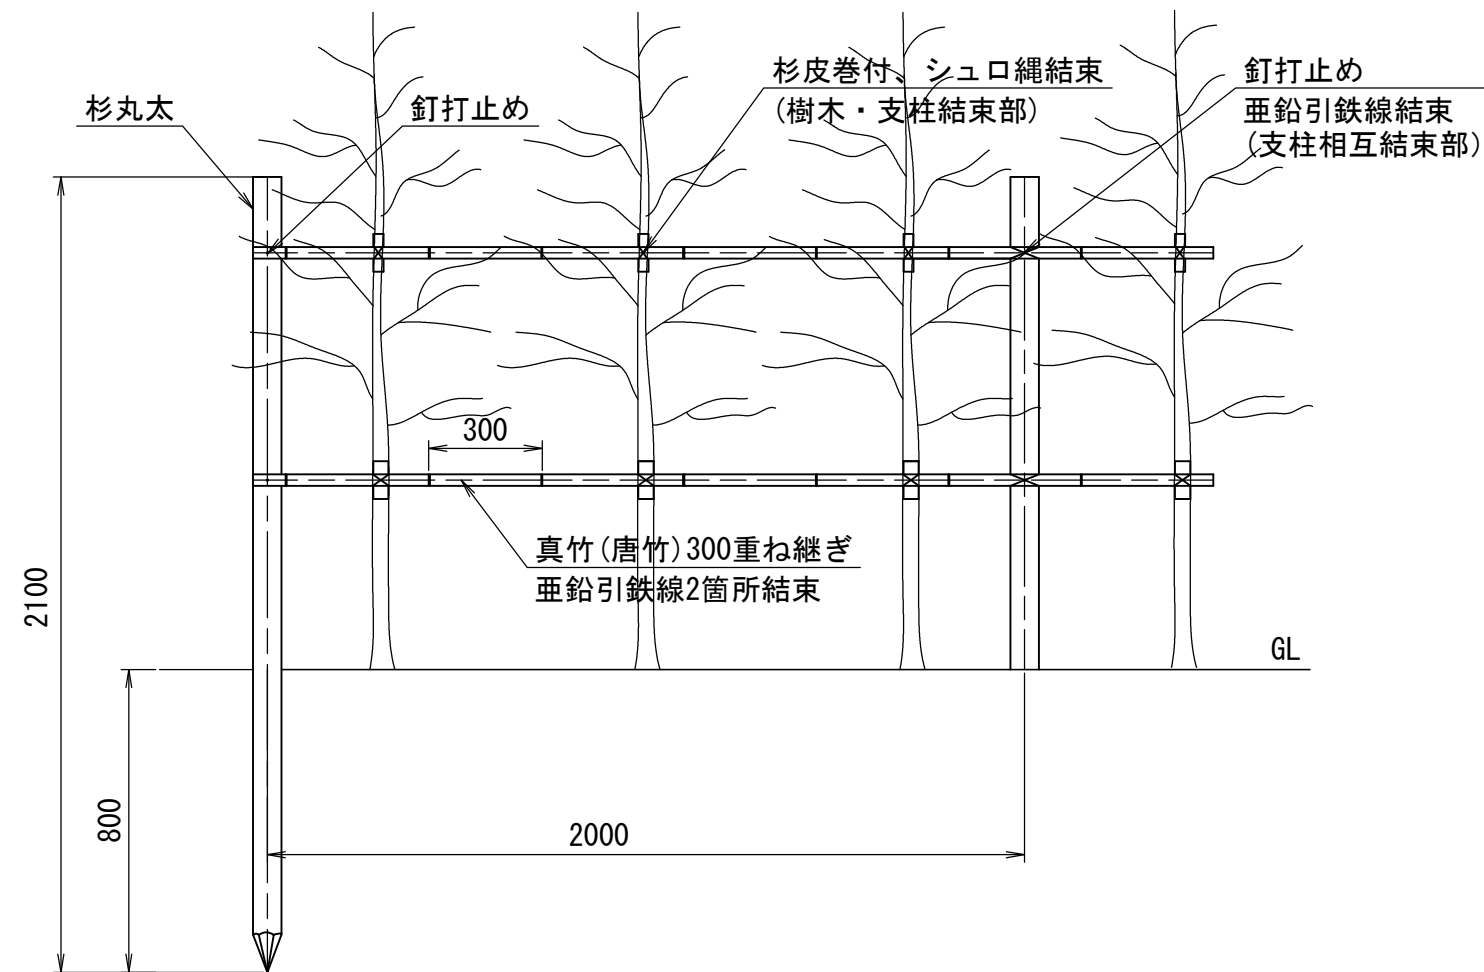 杉丸太
釘打止め
杉皮巻付、シュロ縄結束
(樹木・支柱結束部)
釘打止め
亜鉛引鉄線結束
(支柱相互結束部)
300
真竹(唐竹)300重ね継ぎ
亜鉛引鉄線2箇所結束
2100
GL
800
2000